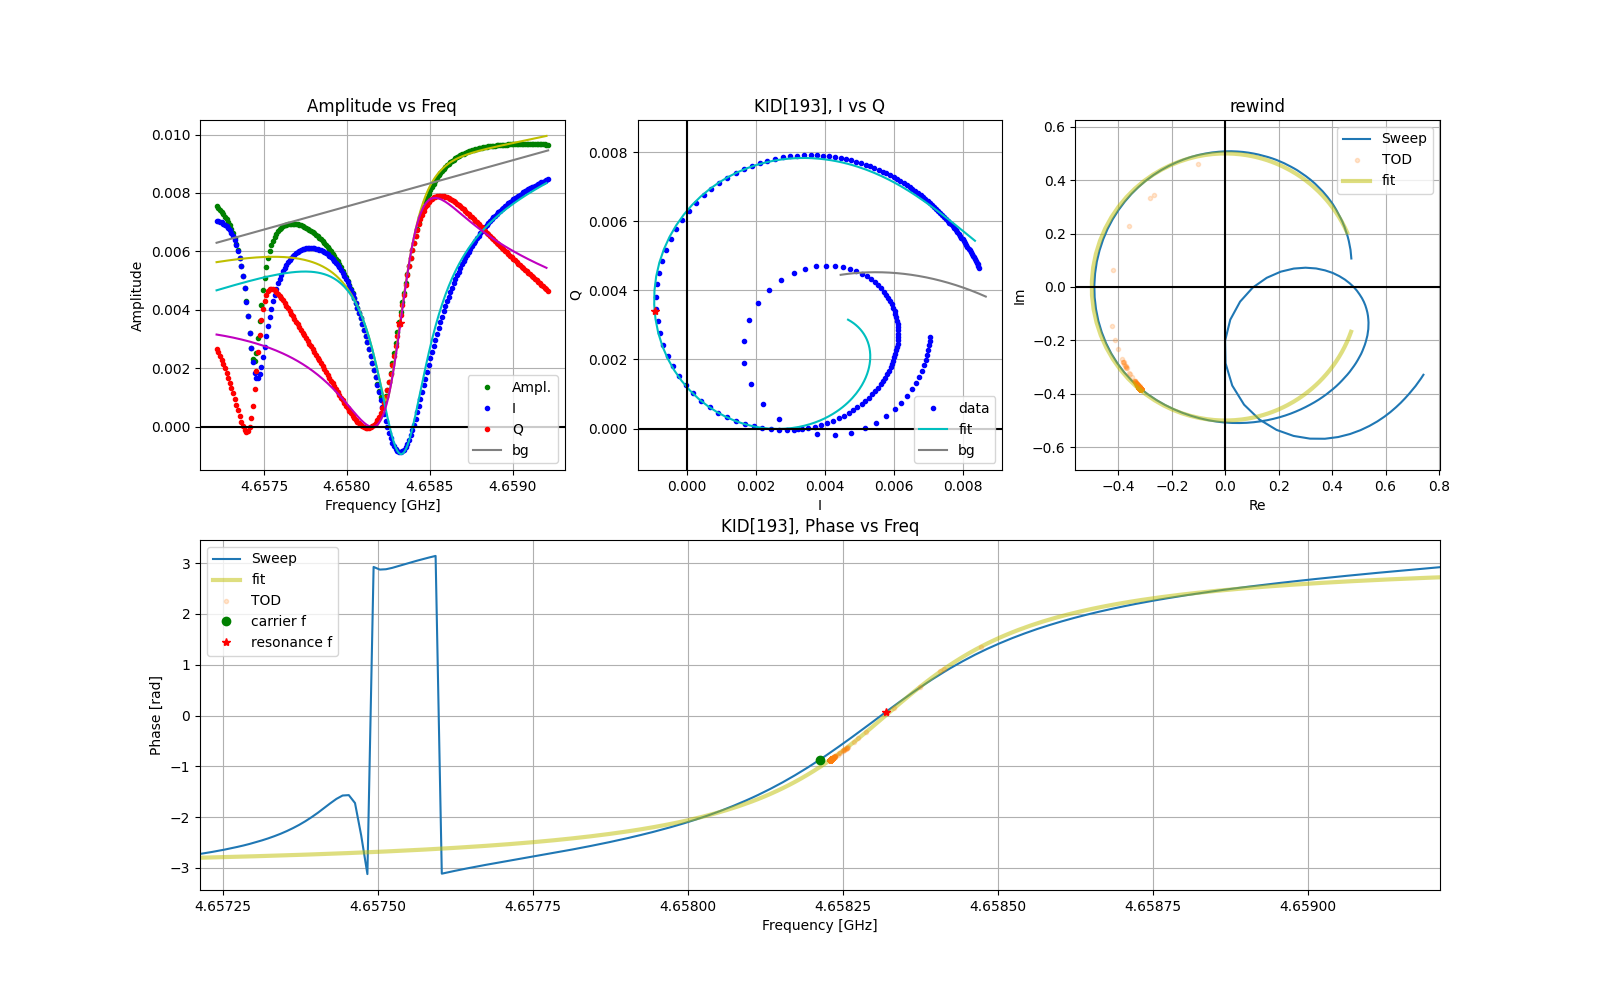 Amplitude vs Freq
0.010
0.008
0.006
0.004
0.002
0.000
Amplitude
4.6575
4.6580
4.6585
4.6590
Frequency [GHz]
Ampl.
I
Q
bg
KID[193], I vs Q
0.008
0.006
0.004
0.002
0.000
Q
0.000
0.002
0.004
0.006
0.008
I
data
fit
bg
rewind
0.6
0.4
0.2
0.0
−0.2
−0.4
−0.6
Im
−0.4
−0.2
0.0
0.2
0.4
0.6
0.8
Re
Sweep
TOD
fit
KID[193], Phase vs Freq
3
2
1
0
−1
−2
−3
Phase [rad]
Sweep
fit
TOD
carrier f
resonance f
4.65725
4.65750
4.65775
4.65800
4.65825
4.65850
4.65875
4.65900
Frequency [GHz]